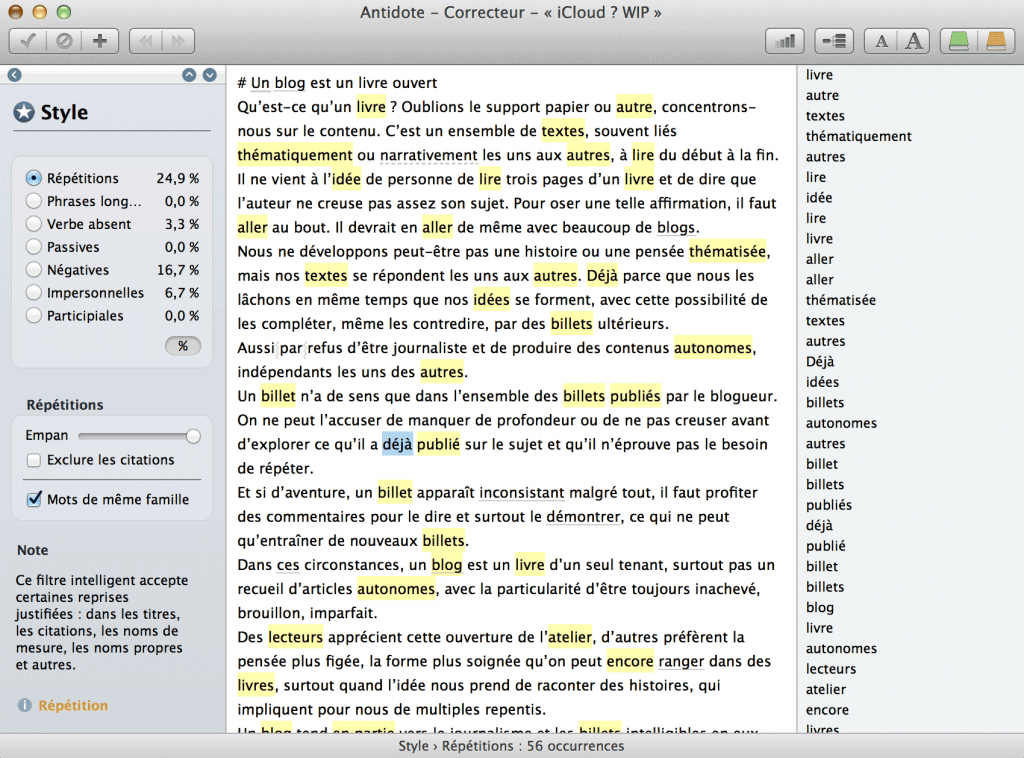 Antidote – Correcteur – « iCloud ? WIP »
A A
Style
Répétitions 24,9 %
Phrases long... 0,0 %
Verbe absent 3,3 %
Passives 0,0 %
Négatives 16,7 %
Impersonnelles 6,7 %
Participiales 0,0 %
%
Répétitions
Empan
Exclure les citations
Mots de même famille
Note
Ce filtre intelligent accepte
certaines reprises
justifiées : dans les titres,
les citations, les noms de
mesure, les noms propres
et autres.
Répétition
# Un blog est un livre ouvert
Qu’est-ce qu’un livre ? Oublions le support papier ou autre, concentrons-
nous sur le contenu. C’est un ensemble de textes, souvent liés
thématiquement ou narrativement les uns aux autres, à lire du début à la fin.
Il ne vient à l’idée de personne de lire trois pages d’un livre et de dire que
l’auteur ne creuse pas assez son sujet. Pour oser une telle affirmation, il faut
aller au bout. Il devrait en aller de même avec beaucoup de blogs.
Nous ne développons peut-être pas une histoire ou une pensée thématisée,
mais nos textes se répondent les uns aux autres. Déjà parce que nous les
lâchons en même temps que nos idées se forment, avec cette possibilité de
les compléter, même les contredire, par des billets ultérieurs.
Aussi par refus d’être journaliste et de produire des contenus autonomes,
indépendants les uns des autres.
Un billet n’a de sens que dans l’ensemble des billets publiés par le blogueur.
On ne peut l’accuser de manquer de profondeur ou de ne pas creuser avant
d’explorer ce qu’il a déjà publié sur le sujet et qu’il n’éprouve pas le besoin
de répéter.
Et si d’aventure, un billet apparaît inconsistant malgré tout, il faut profiter
des commentaires pour le dire et surtout le démontrer, ce qui ne peut
qu’entraîner de nouveaux billets.
Dans ces circonstances, un blog est un livre d’un seul tenant, surtout pas un
recueil d’articles autonomes, avec la particularité d’être toujours inachevé,
brouillon, imparfait.
Des lecteurs apprécient cette ouverture de l’atelier, d’autres préfèrent la
pensée plus figée, la forme plus soignée qu’on peut encore ranger dans des
livres, surtout quand l’idée nous prend de raconter des histoires, qui
impliquent pour nous de multiples repentis.
Un blog tend en partie vers le journalisme et les billets intelligibles en eux-
livre
autre
textes
thématiquement
autres
lire
idée
lire
livre
aller
aller
thématisée
textes
autres
Déjà
idées
billets
autonomes
autres
billet
billets
publiés
déjà
publié
billet
billets
blog
livre
autonomes
lecteurs
atelier
encore
livres
Style › Répétitions : 56 occurrences